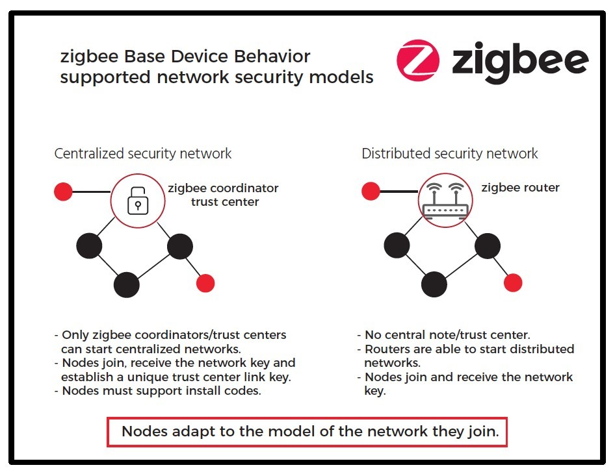 zigbee Base Device Behavior
supported network security models
zigbee
Centralized security network
zigbee coordinator
trust center
- Only zigbee coordinators/trust centers
can start centralized networks.
- Nodes join, receive the network key and
establish a unique trust center link key.
- Nodes must support install codes.
Distributed security network
zigbee router
- No central note/trust center.
- Routers are able to start distributed
networks.
- Nodes join and receive the network
key.
Nodes adapt to the model of the network they join.